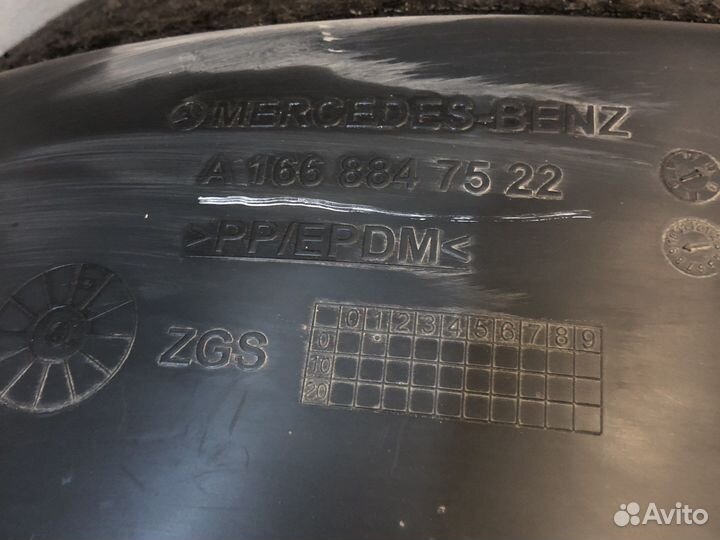 MERCEDES-BENZ
A 166 884 75 22
>PP/EPDM<
ZGS
0 1 2 3 4 5 6 7 8 9
0
10
20
Avito